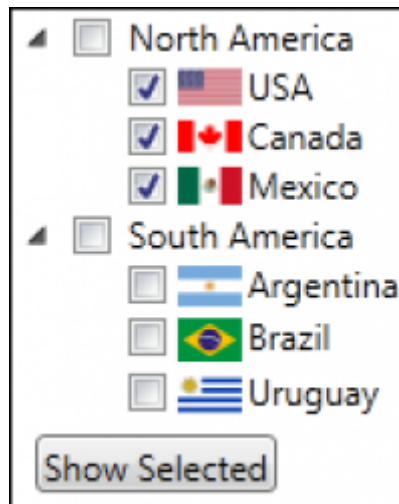 North America
USA
Canada
Mexico
South America
Argentina
Brazil
Uruguay
Show Selected